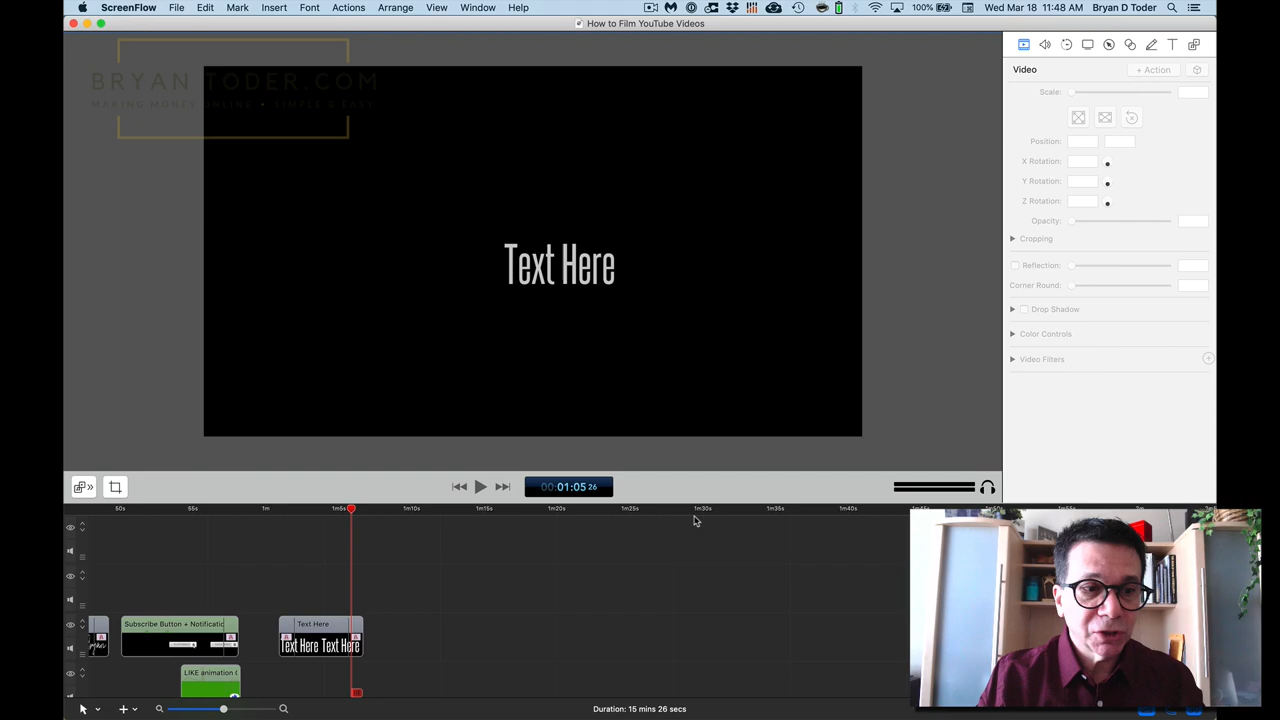 ScreenFlow File Edit Mark Insert Font Actions Arrange View Window Help 100% Wed Mar 18 11:48 AM Bryan D Toder
How to Film YouTube Videos
BRYAN TODER.COM
MAKING MONEY ONLINE • SIMPLE & EASY
Text Here
Video
+ Action
Scale:
Position:
X Rotation:
Y Rotation:
Z Rotation:
Opacity:
Cropping
Reflection:
Corner Round:
Drop Shadow
Color Controls
Video Filters
00:01:05 26
50s 55s 1m 1m5s 1m10s 1m15s 1m20s 1m25s 1m30s 1m35s 1m40s
Subscribe Button + Notificatic Text Here
Text Here Text Here
LIKE animation (
Duration: 15 mins 26 secs